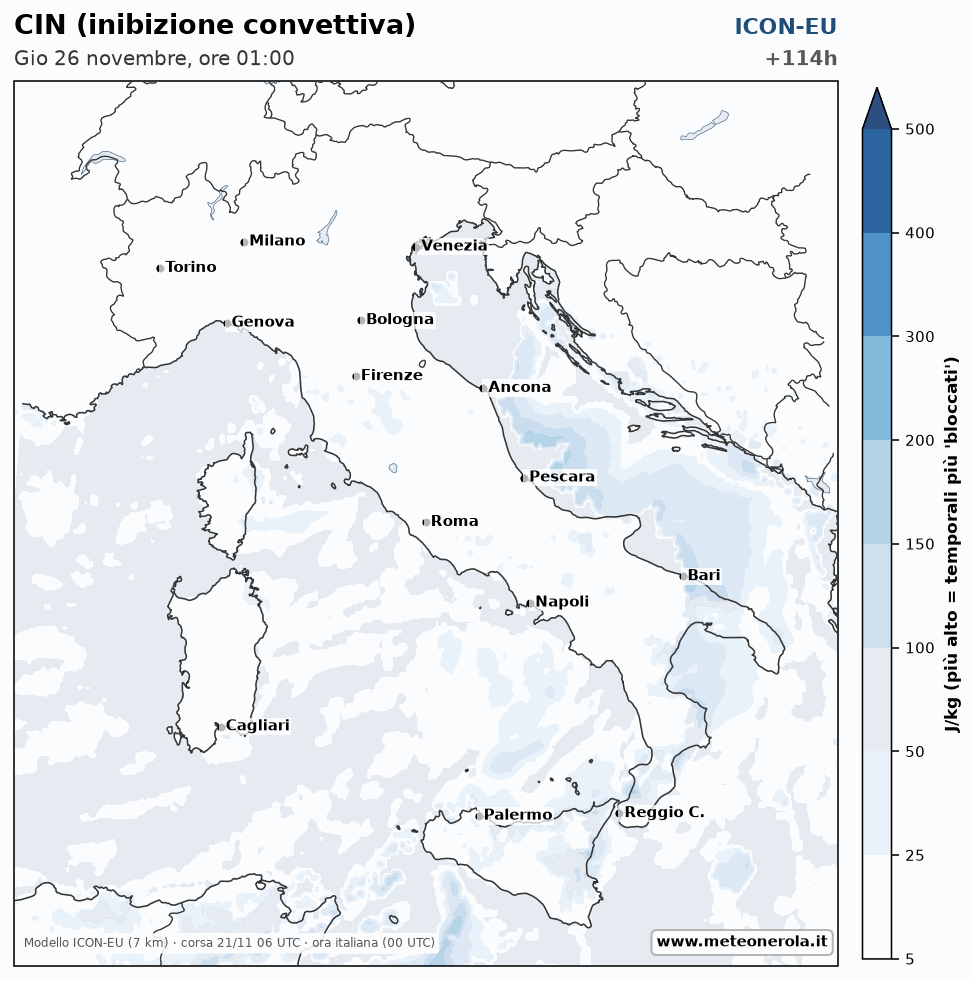 CIN (inibizione convettiva)
ICON-EU
Gio 26 novembre, ore 01:00
+114h
500
400
300
200
150
100
50
25
5
J/kg (più alto = temporali più 'bloccati')
Milano
Venezia
Torino
Genova
Bologna
Firenze
Ancona
Pescara
Roma
Bari
Napoli
Cagliari
Palermo
Reggio C.
Modello ICON-EU (7 km) · corsa 21/11 06 UTC · ora italiana (00 UTC)
www.meteonerola.it